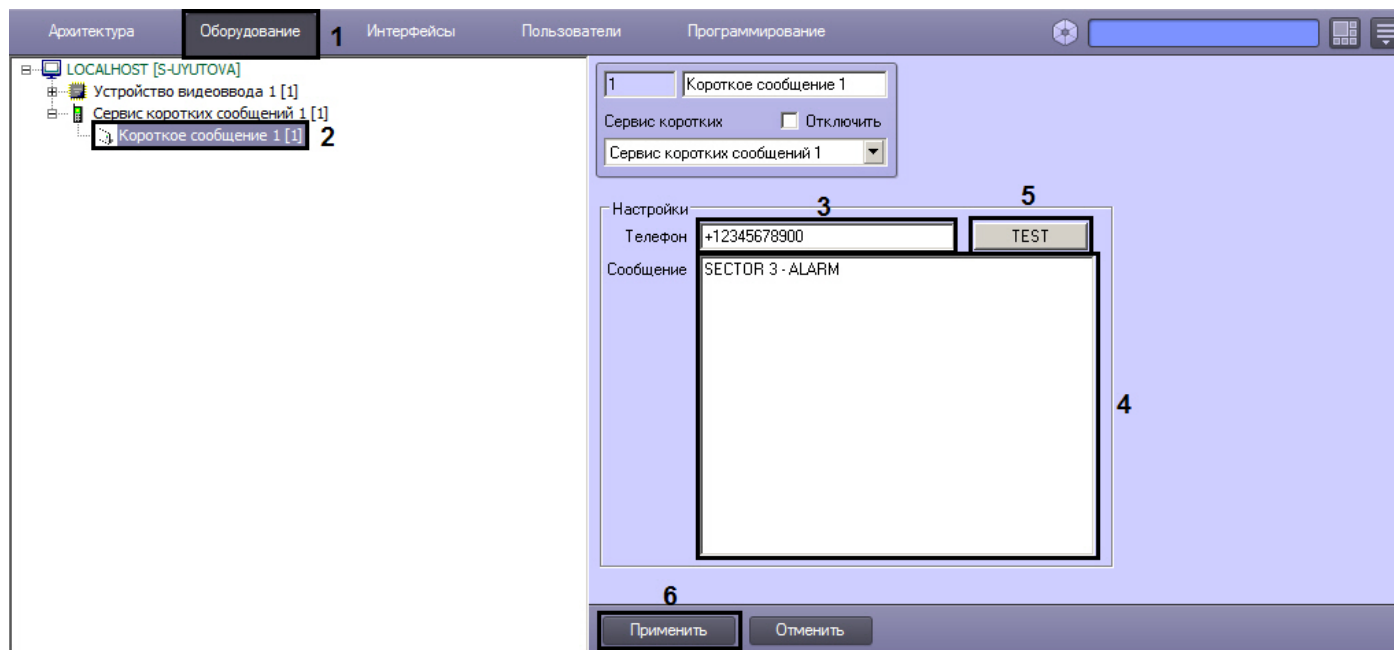 Архитектура Оборудование 1 Интерфейсы Пользователи Программирование
LOCALHOST [S-UYUTOVA]
Устройство видеоввода 1 [1]
Сервис коротких сообщений 1 [1]
Короткое сообщение 1 [1] 2
1 Короткое сообщение 1
Сервис коротких Отключить
Сервис коротких сообщений 1
Настройки 3 5
Телефон +12345678900 TEST
Сообщение SECTOR 3 - ALARM
4
6
Применить Отменить